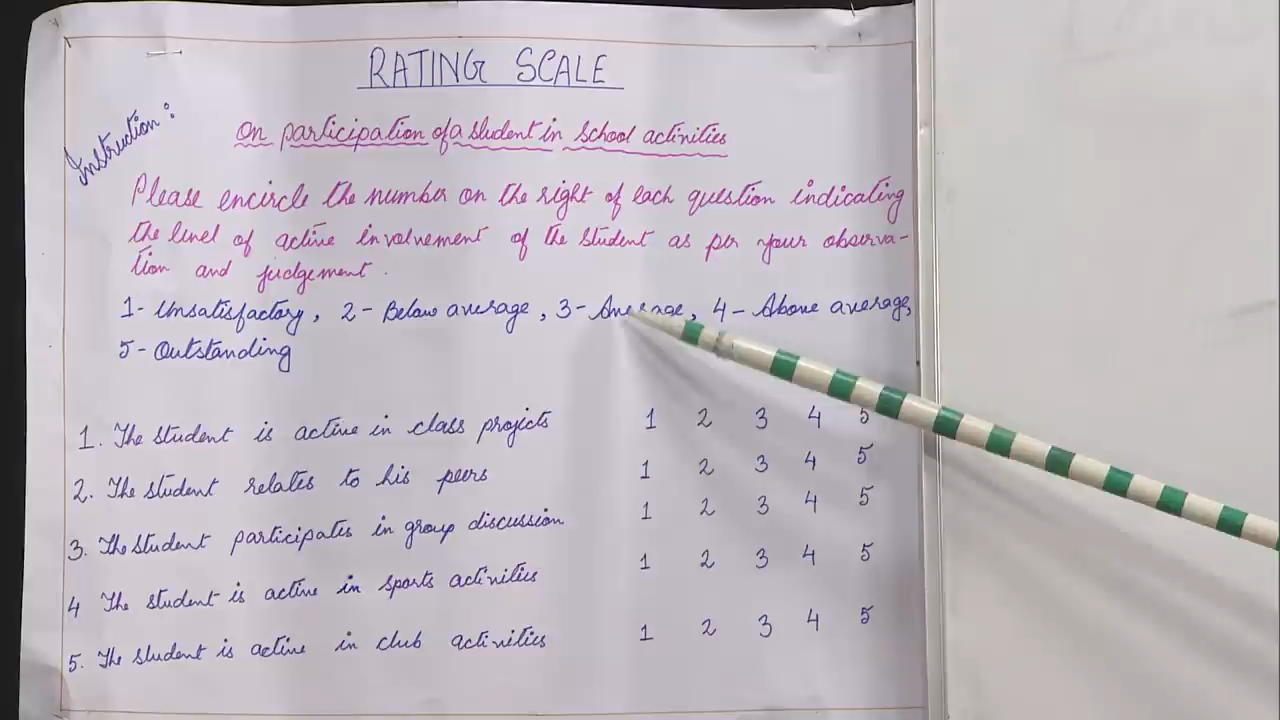 RATING SCALE
Instruction:
On participation of a student in school activities
Please encircle the number on the right of each question indicating
the level of active involvement of the student as per your observa-
tion and judgement.
1- Unsatisfactory, 2- Below average, 3- Average, 4- Above average,
5- Outstanding
1. The student is active in class projects 1 2 3 4 5
2. The student relates to his peers 1 2 3 4 5
3. The student participates in group discussion 1 2 3 4 5
4 The student is active in sports activities 1 2 3 4 5
5. The student is active in club activities 1 2 3 4 5